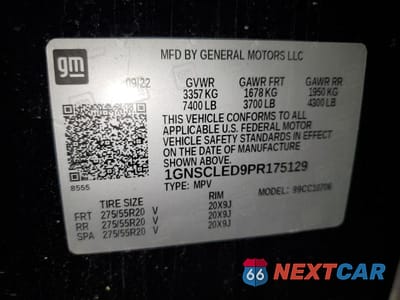 gm
MFD BY GENERAL MOTORS LLC
09/22 GVWR GAWR FRT GAWR RR
3357 KG 1678 KG 1950 KG
7400 LB 3700 LB 4300 LB
THIS VEHICLE CONFORMS TO ALL APPLICABLE
U.S. FEDERAL MOTOR
VEHICLE SAFETY STANDARDS IN EFFECT ON THE
DATE OF MANUFACTURE SHOWN ABOVE.
1GNSCLED9PR175129
8555
TYPE: MPV MODEL: 99CC10706
TIRE SIZE RIM
FRT 275/55R20 V 20X9J
RR 275/55R20 V 20X9J
SPA 275/55R20 V 20X9J
66 NEXTCAR